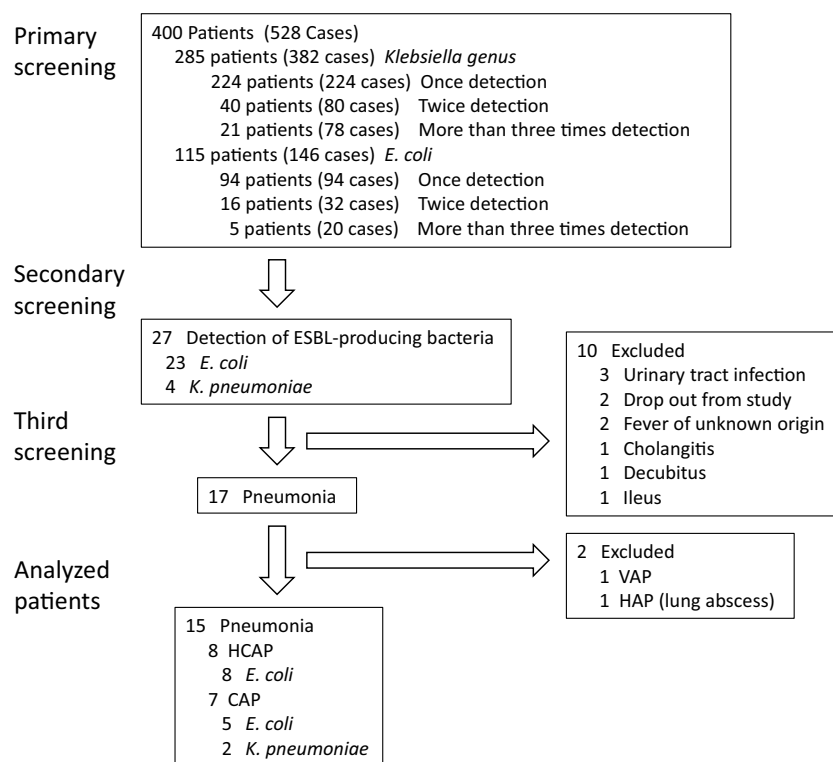 Primary
screening
400 Patients (528 Cases)
285 patients (382 cases) Klebsiella genus
224 patients (224 cases) Once detection
40 patients (80 cases) Twice detection
21 patients (78 cases) More than three times detection
115 patients (146 cases) E. coli
94 patients (94 cases) Once detection
16 patients (32 cases) Twice detection
5 patients (20 cases) More than three times detection
Secondary
screening
27 Detection of ESBL-producing bacteria
23 E. coli
4 K. pneumoniae
10 Excluded
3 Urinary tract infection
2 Drop out from study
2 Fever of unknown origin
1 Cholangitis
1 Decubitus
1 Ileus
Third
screening
17 Pneumonia
2 Excluded
1 VAP
1 HAP (lung abscess)
Analyzed
patients
15 Pneumonia
8 HCAP
8 E. coli
7 CAP
5 E. coli
2 K. pneumoniae